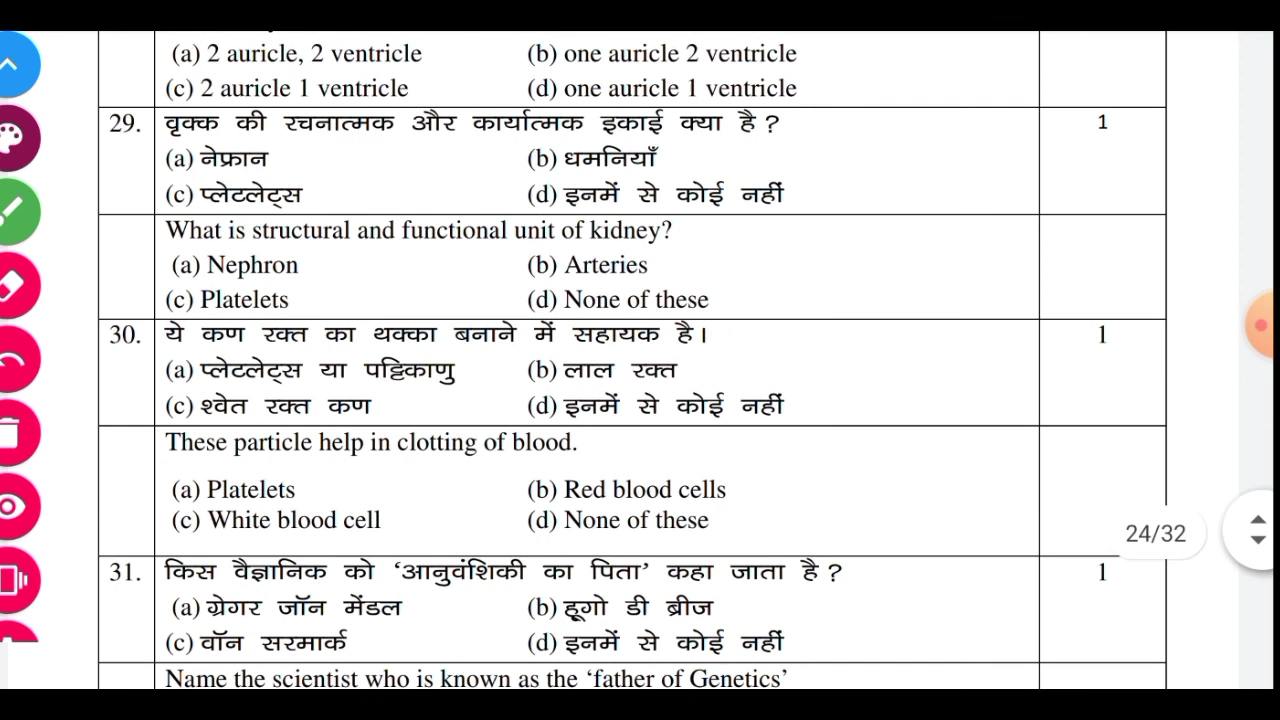 (a) 2 auricle, 2 ventricle (b) one auricle 2 ventricle
(c) 2 auricle 1 ventricle (d) one auricle 1 ventricle
29. वृक्क की रचनात्मक और कार्यात्मक इकाई क्या है ? 1
(a) नेफ्रान (b) धमनियाँ
(c) प्लेटलेट्स (d) इनमें से कोई नहीं
What is structural and functional unit of kidney?
(a) Nephron (b) Arteries
(c) Platelets (d) None of these
30. ये कण रक्त का थक्का बनाने में सहायक है। 1
(a) प्लेटलेट्स या पट्टिकाणु (b) लाल रक्त
(c) श्वेत रक्त कण (d) इनमें से कोई नहीं
These particle help in clotting of blood.
(a) Platelets (b) Red blood cells
(c) White blood cell (d) None of these
24/32
31. किस वैज्ञानिक को ‘आनुवंशिकी का पिता’ कहा जाता है ? 1
(a) ग्रेगर जॉन मेंडल (b) हूगो डी ब्रीज
(c) वॉन सरमार्क (d) इनमें से कोई नहीं
Name the scientist who is known as the ‘father of Genetics’